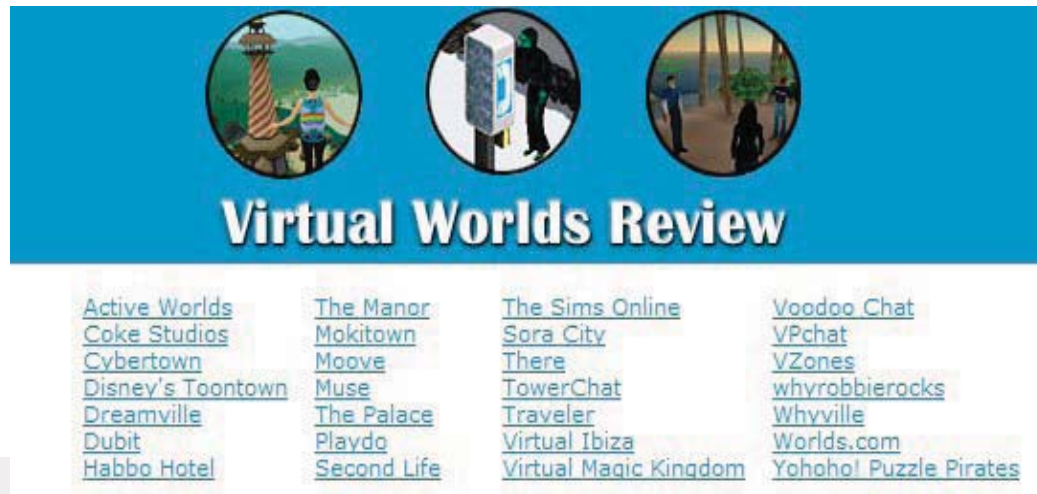 Virtual Worlds Review
Active Worlds
Coke Studios
Cybertown
Disney's Toontown
Dreamville
Dubit
Habbo Hotel
The Manor
Mokitown
Moove
Muse
The Palace
Playdo
Second Life
The Sims Online
Sora City
There
TowerChat
Traveler
Virtual Ibiza
Virtual Magic Kingdom
Voodoo Chat
VPchat
VZones
whyrobbierocks
Whyville
Worlds.com
Yohoho! Puzzle Pirates